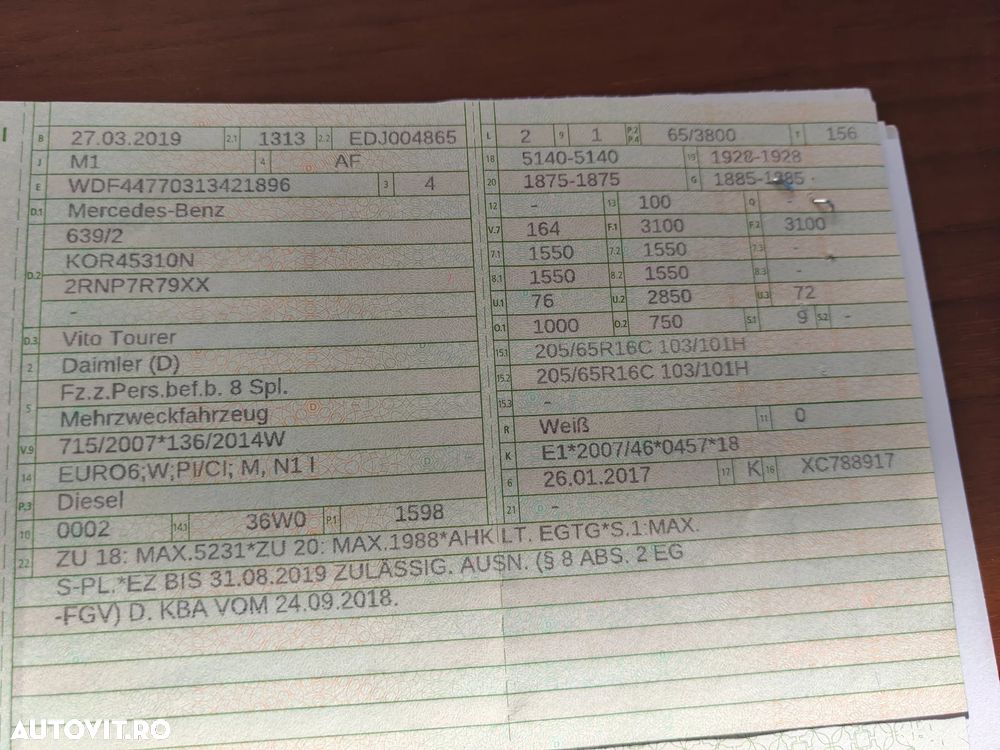 B 27.03.2019 2.1 1313 2.2 EDJ004865
J M1 4 AF
E WDF44770313421896 3 4
D.1 Mercedes-Benz
639/2
D.2 KOR45310N
2RNP7R79XX
-
D.3 Vito Tourer
2 Daimler (D)
Fz.z.Pers.bef.b. 8 Spl.
5 Mehrzweckfahrzeug
V.9 715/2007*136/2014W
14 EURO6;W;PI/CI; M, N1 I
P.3 Diesel
10 0002 14.1 36W0 P.1 1598
L 2 9 1 P.2 P.4 65/3800 T 156
18 5140-5140 19 1928-1928
20 1875-1875 G 1885-1885
12 - 13 100 Q -
V.7 164 F.1 3100 F.2 3100
7.1 1550 7.2 1550 7.3 -
8.1 1550 8.2 1550 8.3 -
U.1 76 U.2 2850 U.3 72
O.1 1000 O.2 750 S.1 9 S.2 -
15.1 205/65R16C 103/101H
15.2 205/65R16C 103/101H
15.3 -
R Weiß 11 0
K E1*2007/46*0457*18
6 26.01.2017 17 K 16 XC788917
21 -
22 ZU 18: MAX.5231*ZU 20: MAX.1988*AHK LT. EGTG*S.1:MAX.
S-PL.*EZ BIS 31.08.2019 ZULÄSSIG. AUSN. (§ 8 ABS. 2 EG
-FGV) D. KBA VOM 24.09.2018.
AUTOVIT.RO